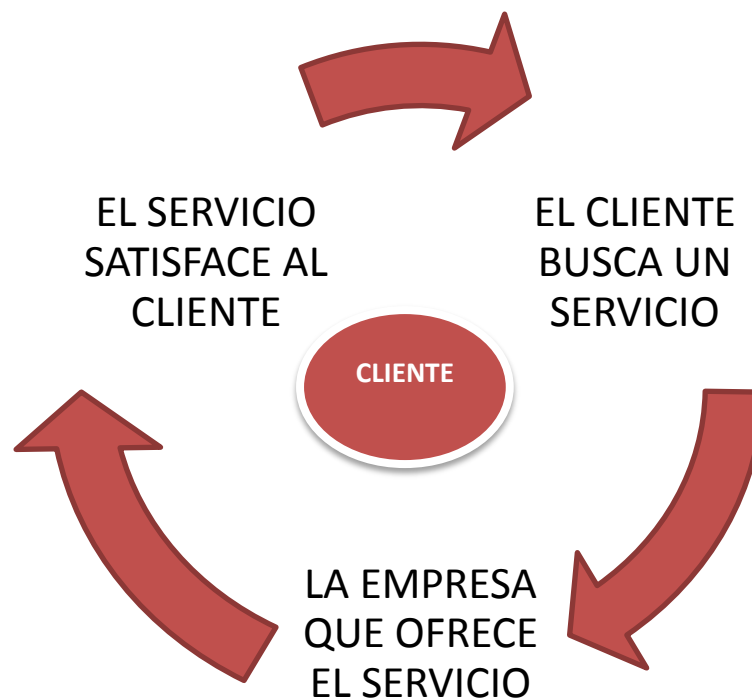 EL SERVICIO
SATISFACE AL
CLIENTE
EL CLIENTE
BUSCA UN
SERVICIO
CLIENTE
LA EMPRESA
QUE OFRECE
EL SERVICIO